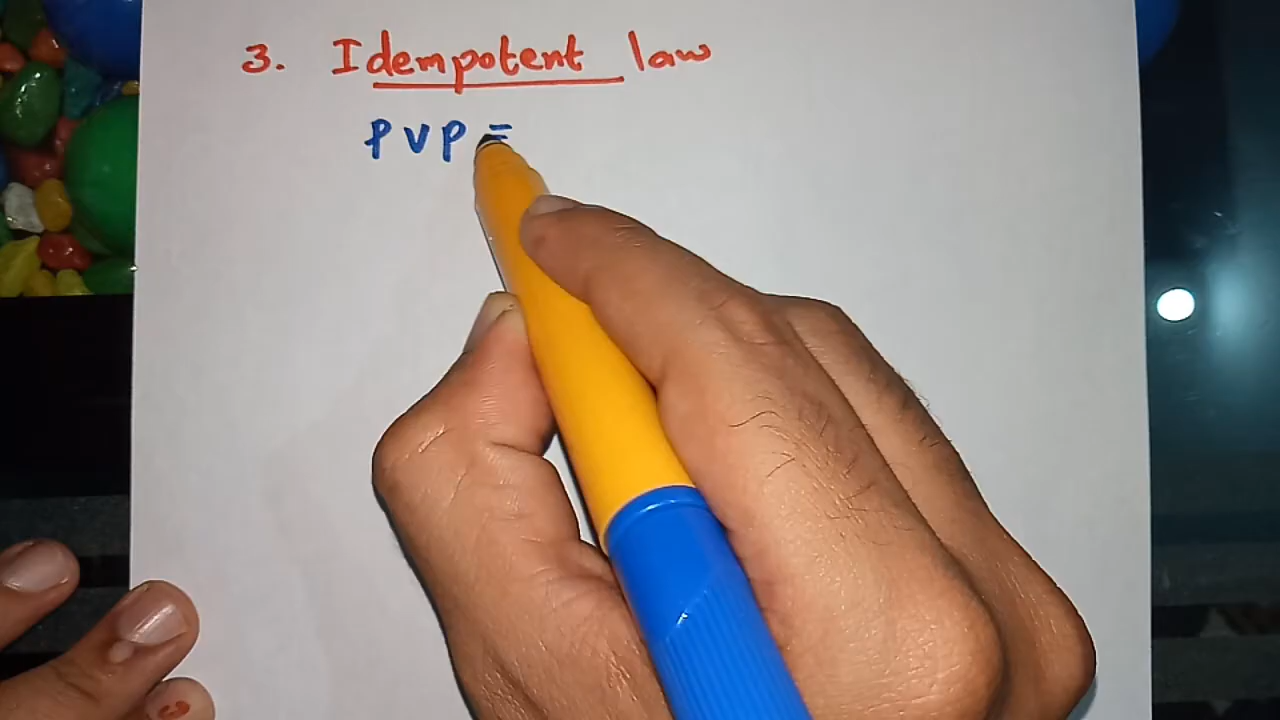 3. Idempotent law
P V P =